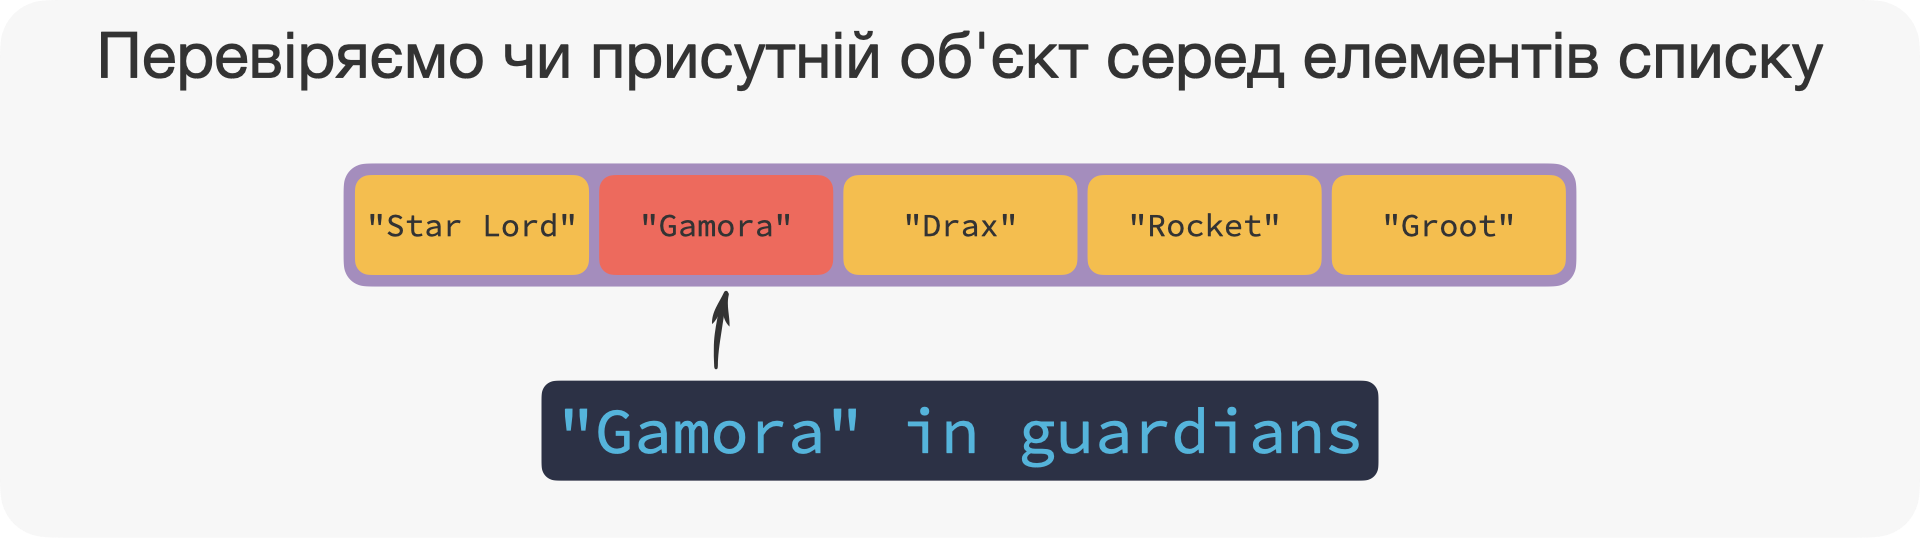 Перевіряємо чи присутній об'єкт серед елементів списку
"Star Lord" "Gamora" "Drax" "Rocket" "Groot"
"Gamora" in guardians